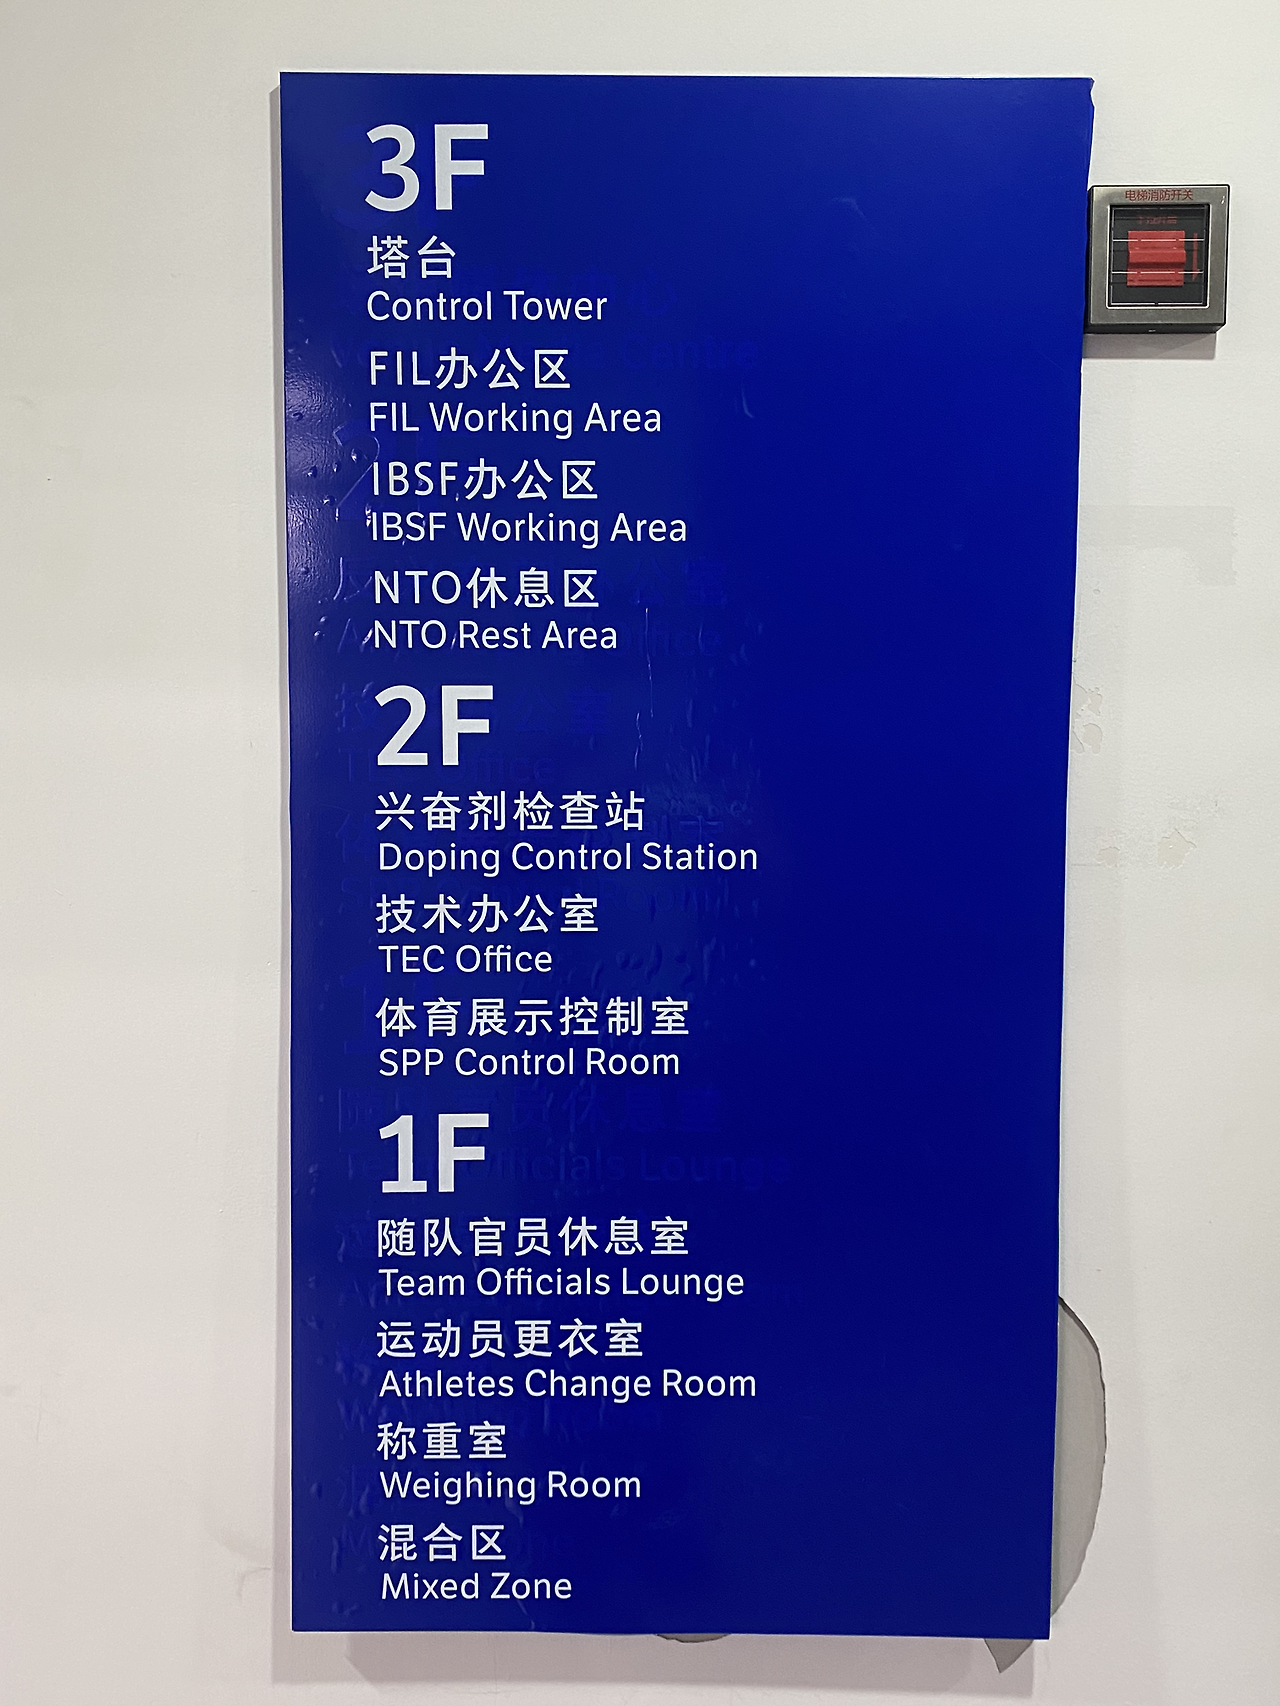 3F
塔台
Control Tower
FIL办公区
FIL Working Area
IBSF办公区
IBSF Working Area
NTO休息区
NTO Rest Area
2F
兴奋剂检查站
Doping Control Station
技术办公室
TEC Office
体育展示控制室
SPP Control Room
1F
随队官员休息室
Team Officials Lounge
运动员更衣室
Athletes Change Room
称重室
Weighing Room
混合区
Mixed Zone
电梯消防开关